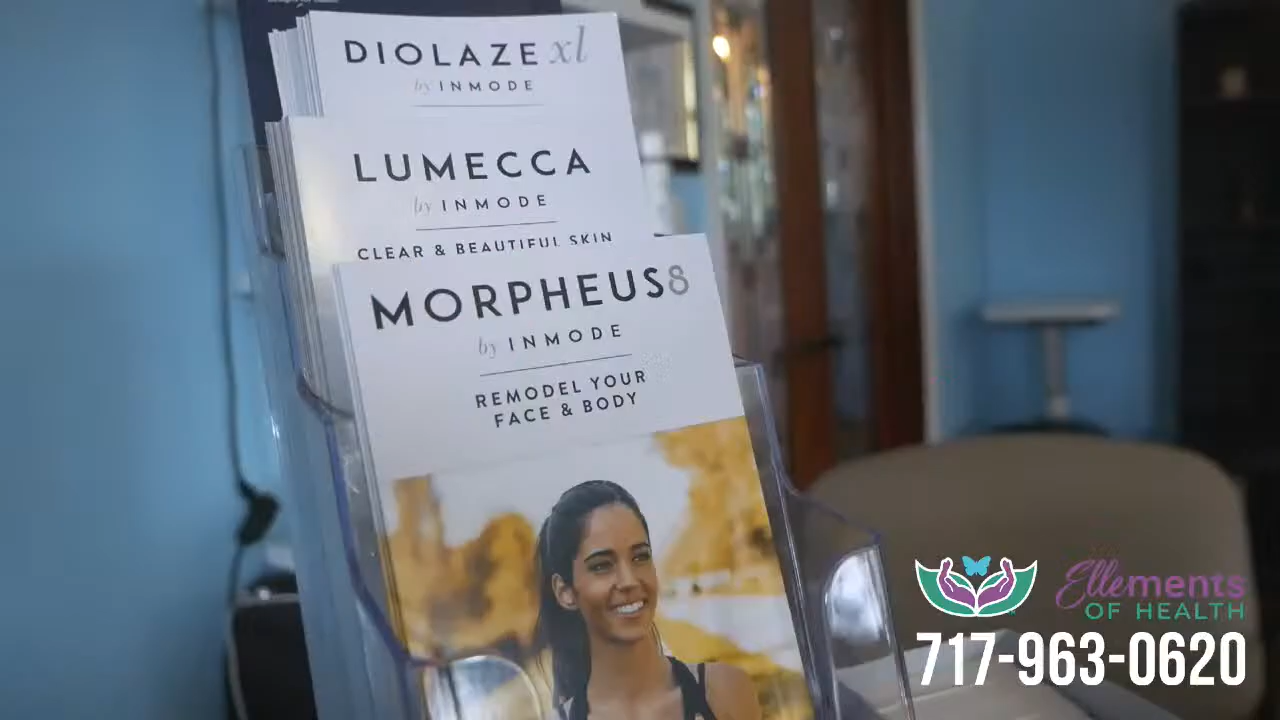 DIOLAZE xl
by INMODE
LUMECCA
by INMODE
CLEAR & BEAUTIFUL SKIN
MORPHEUS8
by INMODE
REMODEL YOUR
FACE & BODY
Ellements
OF HEALTH
717-963-0620